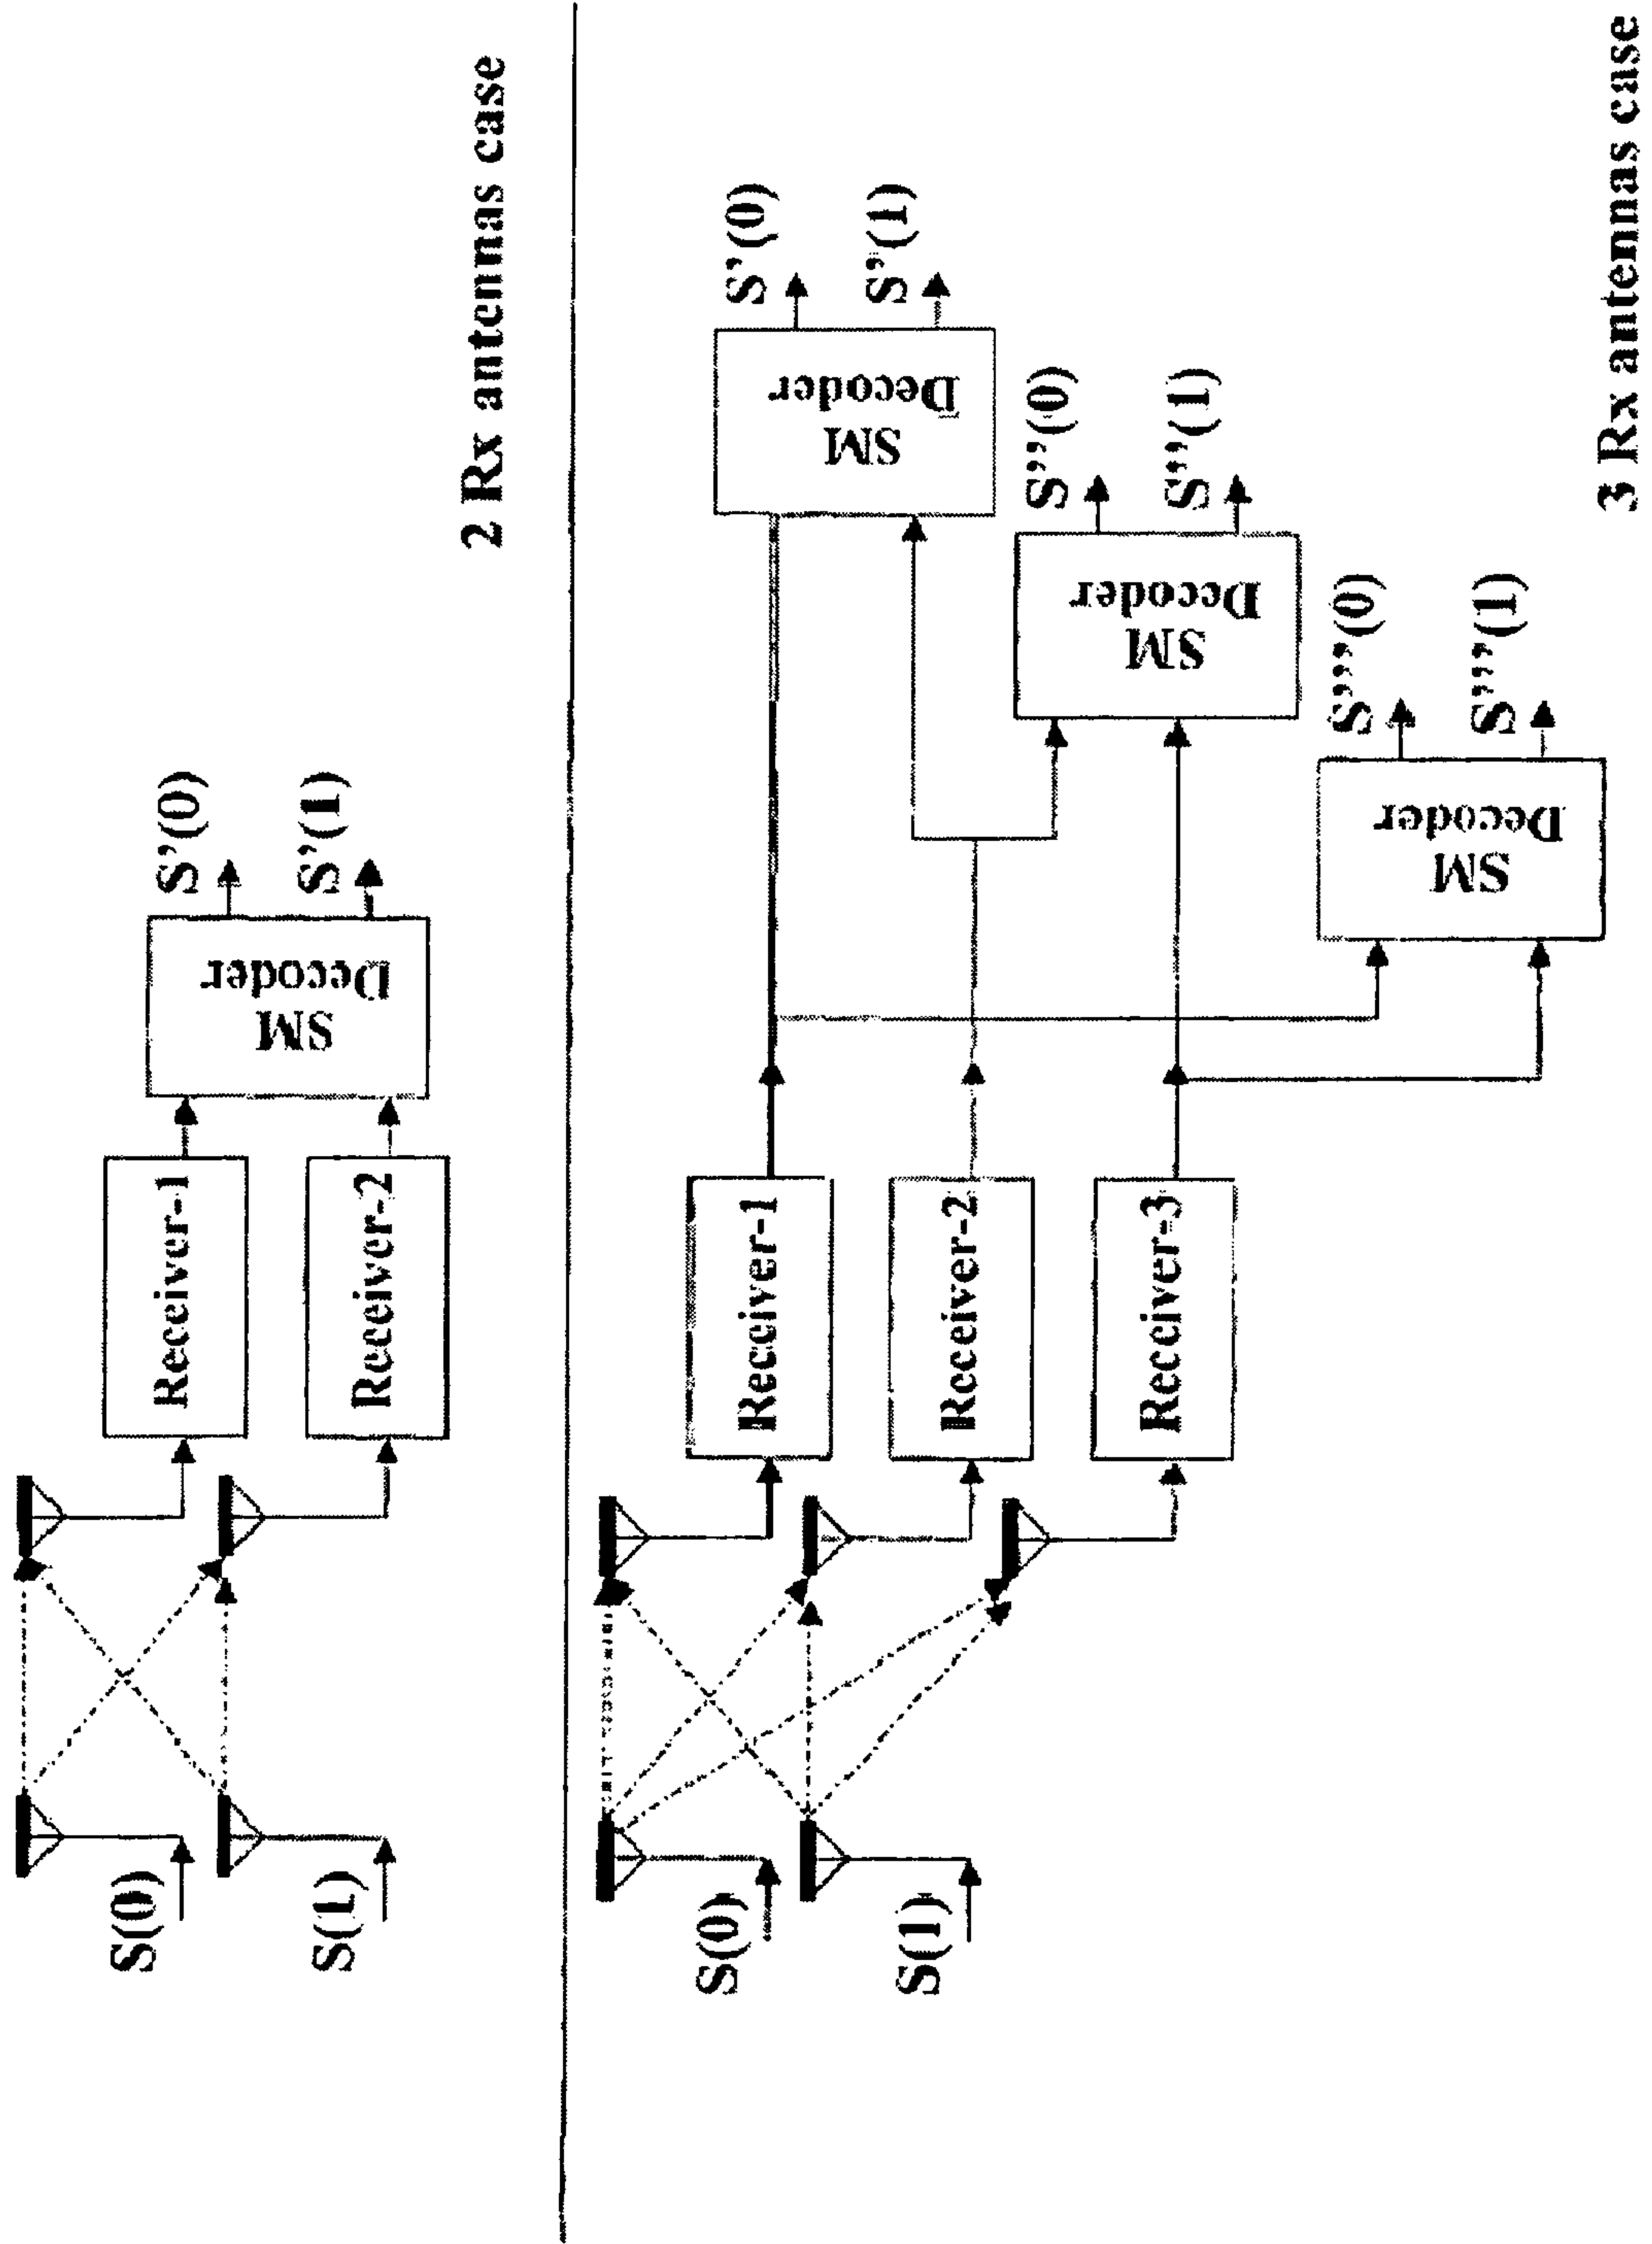 S(0)
S(1)
Receiver-1
Receiver-2
SM
Decoder
S'(0)
S'(1)
2 Rx antennas case
S(0)
S(1)
Receiver-1
Receiver-2
Receiver-3
SM
Decoder
S'(0)
S'(1)
SM
Decoder
S''(0)
S''(1)
SM
Decoder
S'''(0)
S'''(1)
3 Rx antennas case